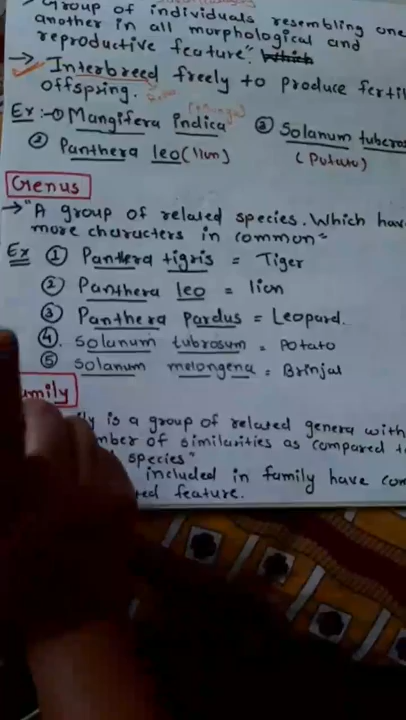 Group of individuals resembling one
another in all morphological and
reproductive feature".
→ Interbreed freely to produce fertil
offspring.
Ex:- ① Mangifera indica
③ Solanum tuberos
② Panthera leo (lion)
(Potato)
Genus
→ "A group of related species. Which hav
more characters in common"
Ex ① Pantera tigris = Tiger
② Panthera leo = lion
③ Panthera pardus = Leopard.
④. solanum tubrosum = Potato
⑤ solanum melongena = Brinjal
mily
ly is a group of related genera with
mber of similarities as compared t
species"
included in family have com
ed feature.